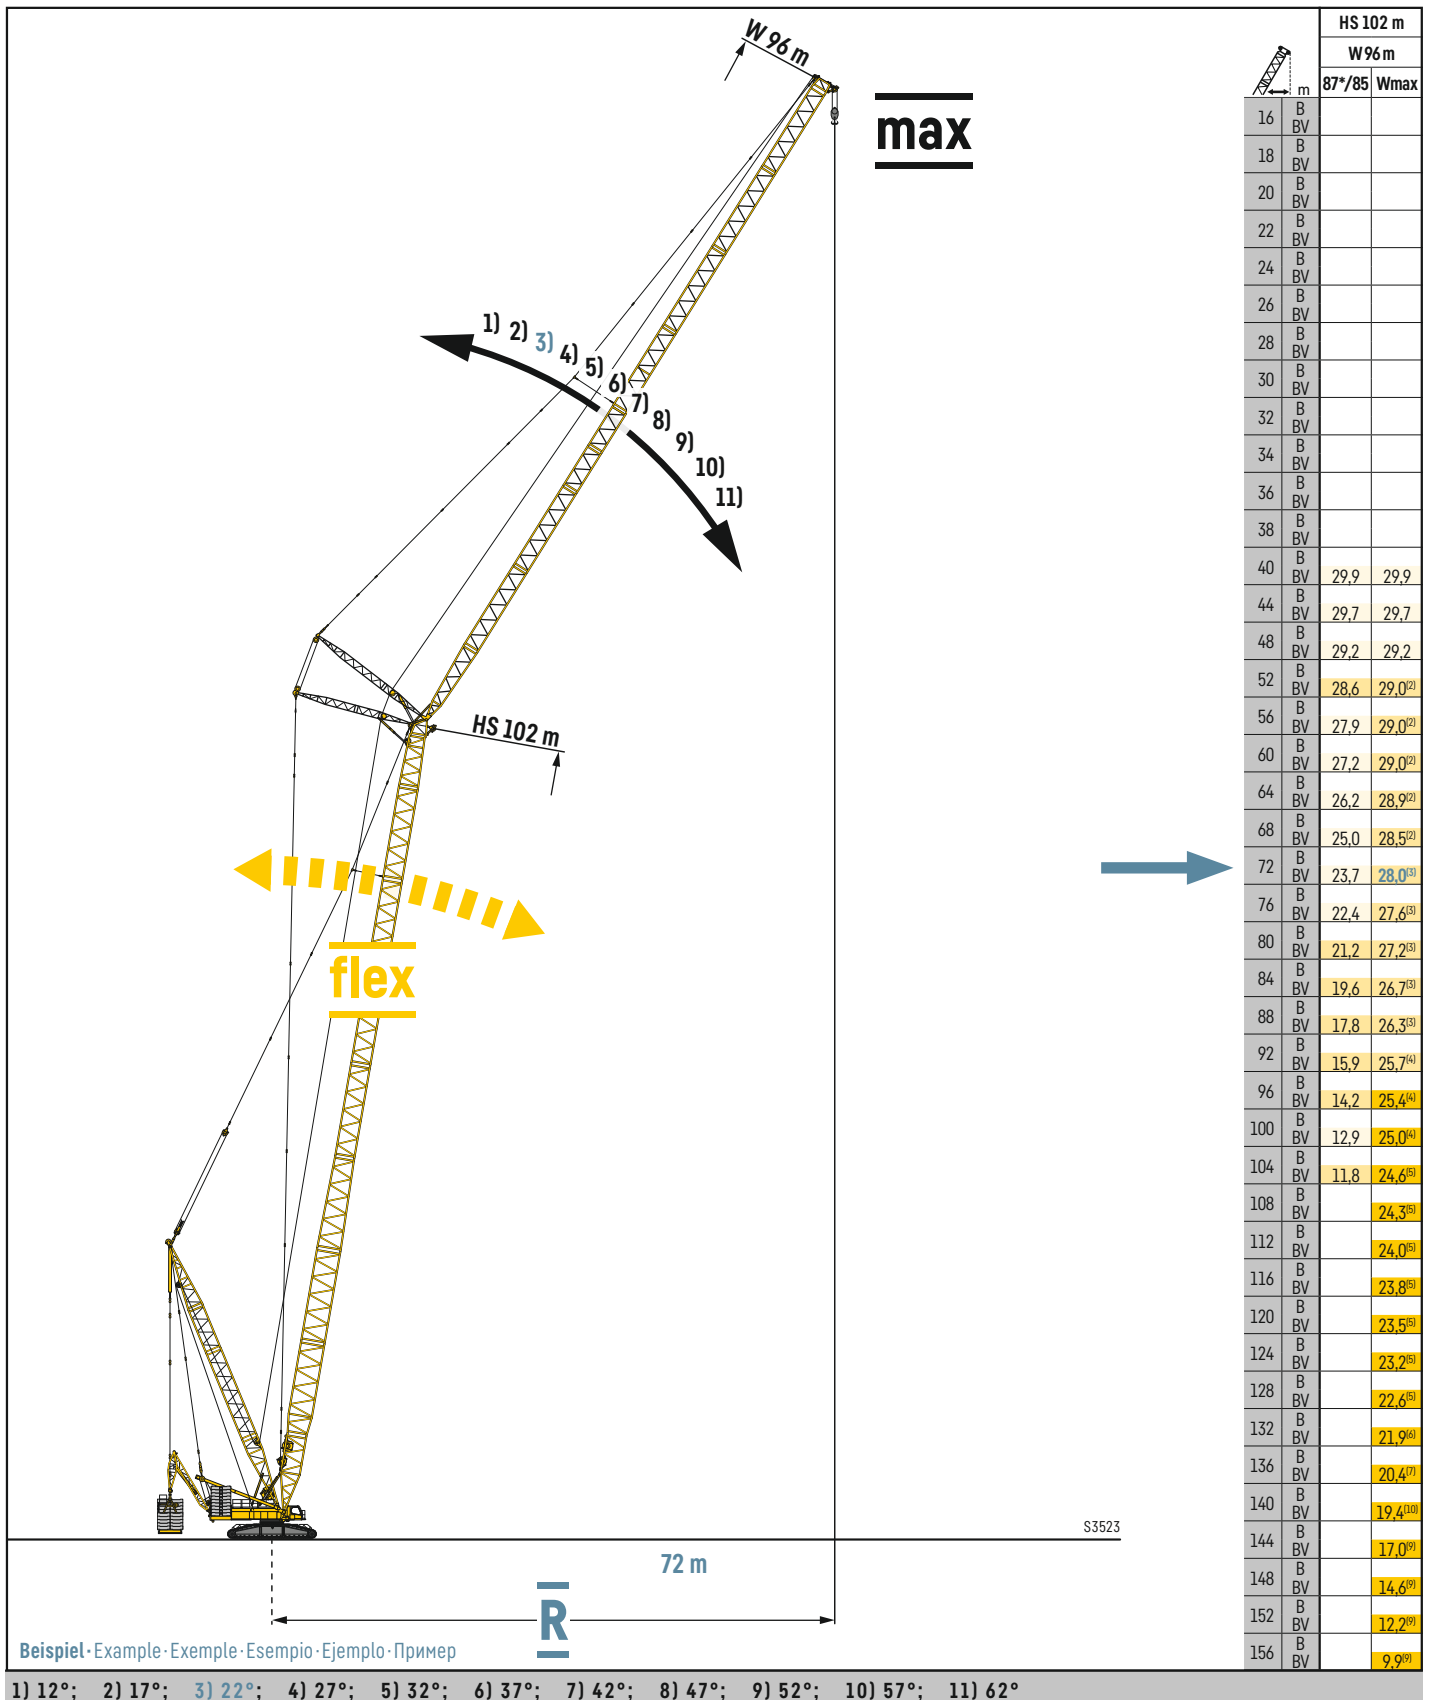 W 96 m
max
1) 2) 3) 4) 5) 6) 7) 8) 9) 10) 11)
HS 102 m
flex
S3523
72 m
R
Beispiel · Example · Exemple · Esempio · Ejemplo · Пример
HS 102 m
W 96 m
m 87*/85 Wmax
16 B
BV
18 B
BV
20 B
BV
22 B
BV
24 B
BV
26 B
BV
28 B
BV
30 B
BV
32 B
BV
34 B
BV
36 B
BV
38 B
BV
40 B
BV 29,9 29,9
44 B
BV 29,7 29,7
48 B
BV 29,2 29,2
52 B
BV 28,6 29,0(2)
56 B
BV 27,9 29,0(2)
60 B
BV 27,2 29,0(2)
64 B
BV 26,2 28,9(2)
68 B
BV 25,0 28,5(2)
72 B
BV 23,7 28,0(3)
76 B
BV 22,4 27,6(3)
80 B
BV 21,2 27,2(3)
84 B
BV 19,6 26,7(3)
88 B
BV 17,8 26,3(3)
92 B
BV 15,9 25,7(4)
96 B
BV 14,2 25,4(4)
100 B
BV 12,9 25,0(4)
104 B
BV 11,8 24,6(5)
108 B
BV 24,3(5)
112 B
BV 24,0(5)
116 B
BV 23,8(5)
120 B
BV 23,5(5)
124 B
BV 23,2(5)
128 B
BV 22,6(5)
132 B
BV 21,9(6)
136 B
BV 20,4(7)
140 B
BV 19,4(10)
144 B
BV 17,0(9)
148 B
BV 14,6(9)
152 B
BV 12,2(9)
156 B
BV 9,9(9)
1) 12°; 2) 17°; 3) 22°; 4) 27°; 5) 32°; 6) 37°; 7) 42°; 8) 47°; 9) 52°; 10) 57°; 11) 62°